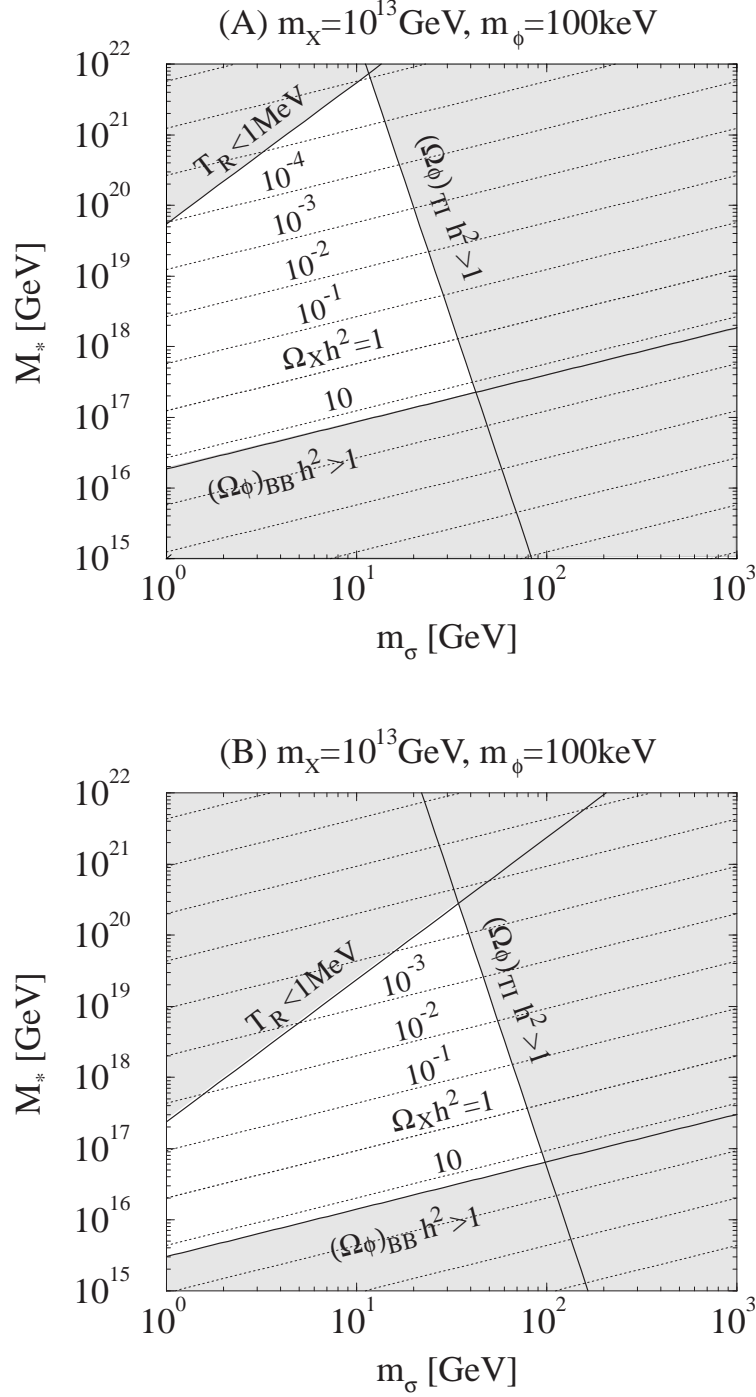 (A) m_X=10^13GeV, m_ϕ=100keV
10^22
10^21
10^20
10^19
10^18
10^17
10^16
10^15
M_* [GeV]
T_R<1MeV
10^-4
10^-3
10^-2
10^-1
Ω_X h^2=1
10
(Ω_ϕ)_TI h^2>1
(Ω_ϕ)_BB h^2>1
10^0 10^1 10^2 10^3
m_σ [GeV]
(B) m_X=10^13GeV, m_ϕ=100keV
10^22
10^21
10^20
10^19
10^18
10^17
10^16
10^15
M_* [GeV]
T_R<1MeV
10^-3
10^-2
10^-1
Ω_X h^2=1
10
(Ω_ϕ)_TI h^2>1
(Ω_ϕ)_BB h^2>1
10^0 10^1 10^2 10^3
m_σ [GeV]